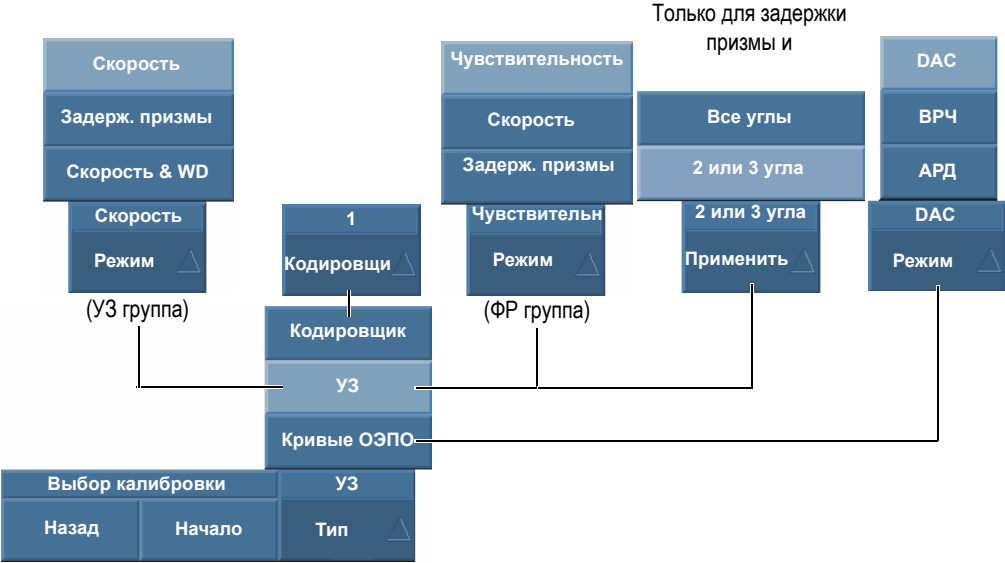 Только для задержки
призмы и
Скорость
Задерж. призмы
Скорость & WD
Скорость
Режим
(УЗ группа)
1
Кодировщи
Чувствительность
Скорость
Задерж. призмы
Чувствительн
Режим
(ФР группа)
Все углы
2 или 3 угла
2 или 3 угла
Применить
DAC
ВРЧ
АРД
DAC
Режим
Кодировщик
УЗ
Кривые ОЭПО
Выбор калибровки
УЗ
Назад
Начало
Тип